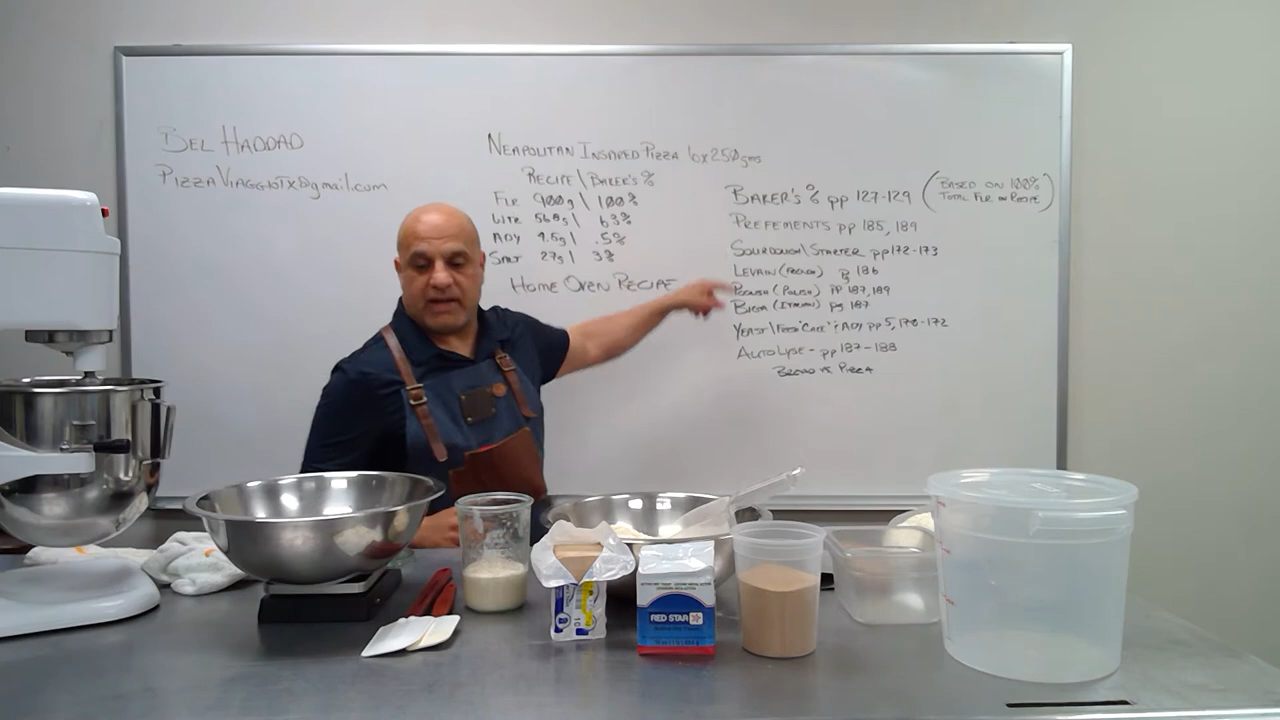 BEL HADDAD
PizzaViaggioTX@gmail.com
NEAPOLITAN INSPIRED PIZZA 6x250gms
RECIPE \ BAKER'S %
FLR 900g \ 100%
WTR 568g \ 63%
ADY 4.5g \ .5%
SALT 27g \ 3%
HOME OVEN RECIPE
BAKER'S % pp 127-129 (BASED ON 100% TOTAL FLR IN RECIPE)
PREFEMENTS pp 185, 189
SOURDOUGH\STARTER pp 172-173
LEVAIN (FRENCH) pg 186
POOLISH (POLISH) pp 187, 189
BIGA (ITALIAN) pg 187
YEAST \ FRESH "CAKE" & ADY pp 5, 170-172
AUTOLYSE - pp 187-188
BREAD VS PIZZA
RED STAR